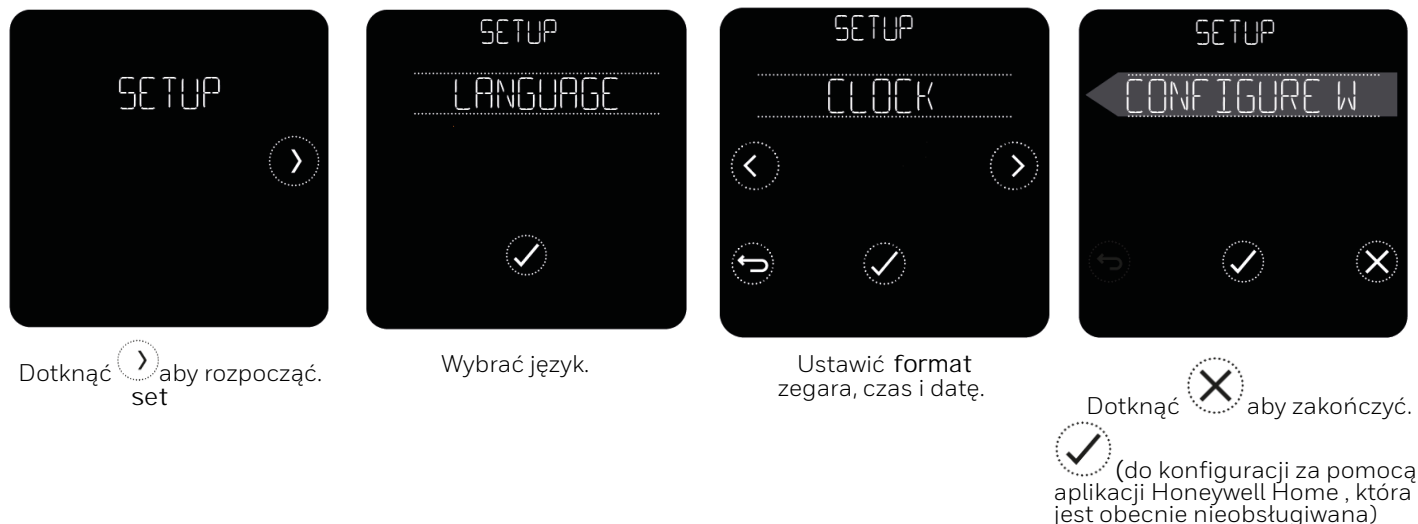 SETUP
SETUP
LANGUAGE
SETUP
CLOCK
SETUP
CONFIGURE W
Dotknąć aby rozpocząć.
set
Wybrać język.
Ustawić format
zegara, czas i datę.
Dotknąć aby zakończyć.
(do konfiguracji za pomocą
aplikacji Honeywell Home , która
jest obecnie nieobsługiwana)